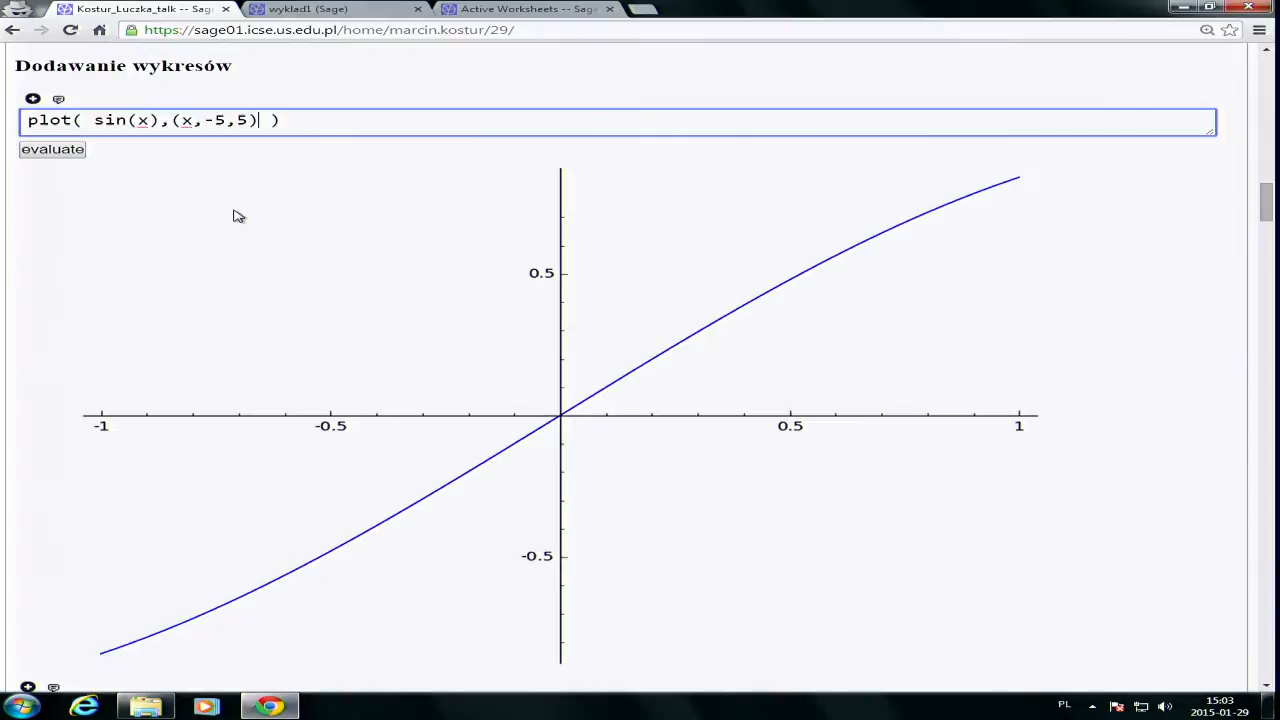 Kostur_Luczka_talk -- Sag
wyklad1 (Sage)
Active Worksheets -- Sag
https://sage01.icse.us.edu.pl/home/marcin.kostur/29/
Dodawanie wykresów
plot( sin(x),(x,-5,5) )
evaluate
0.5
-1
-0.5
0.5
1
-0.5
PL
15:03
2015-01-29